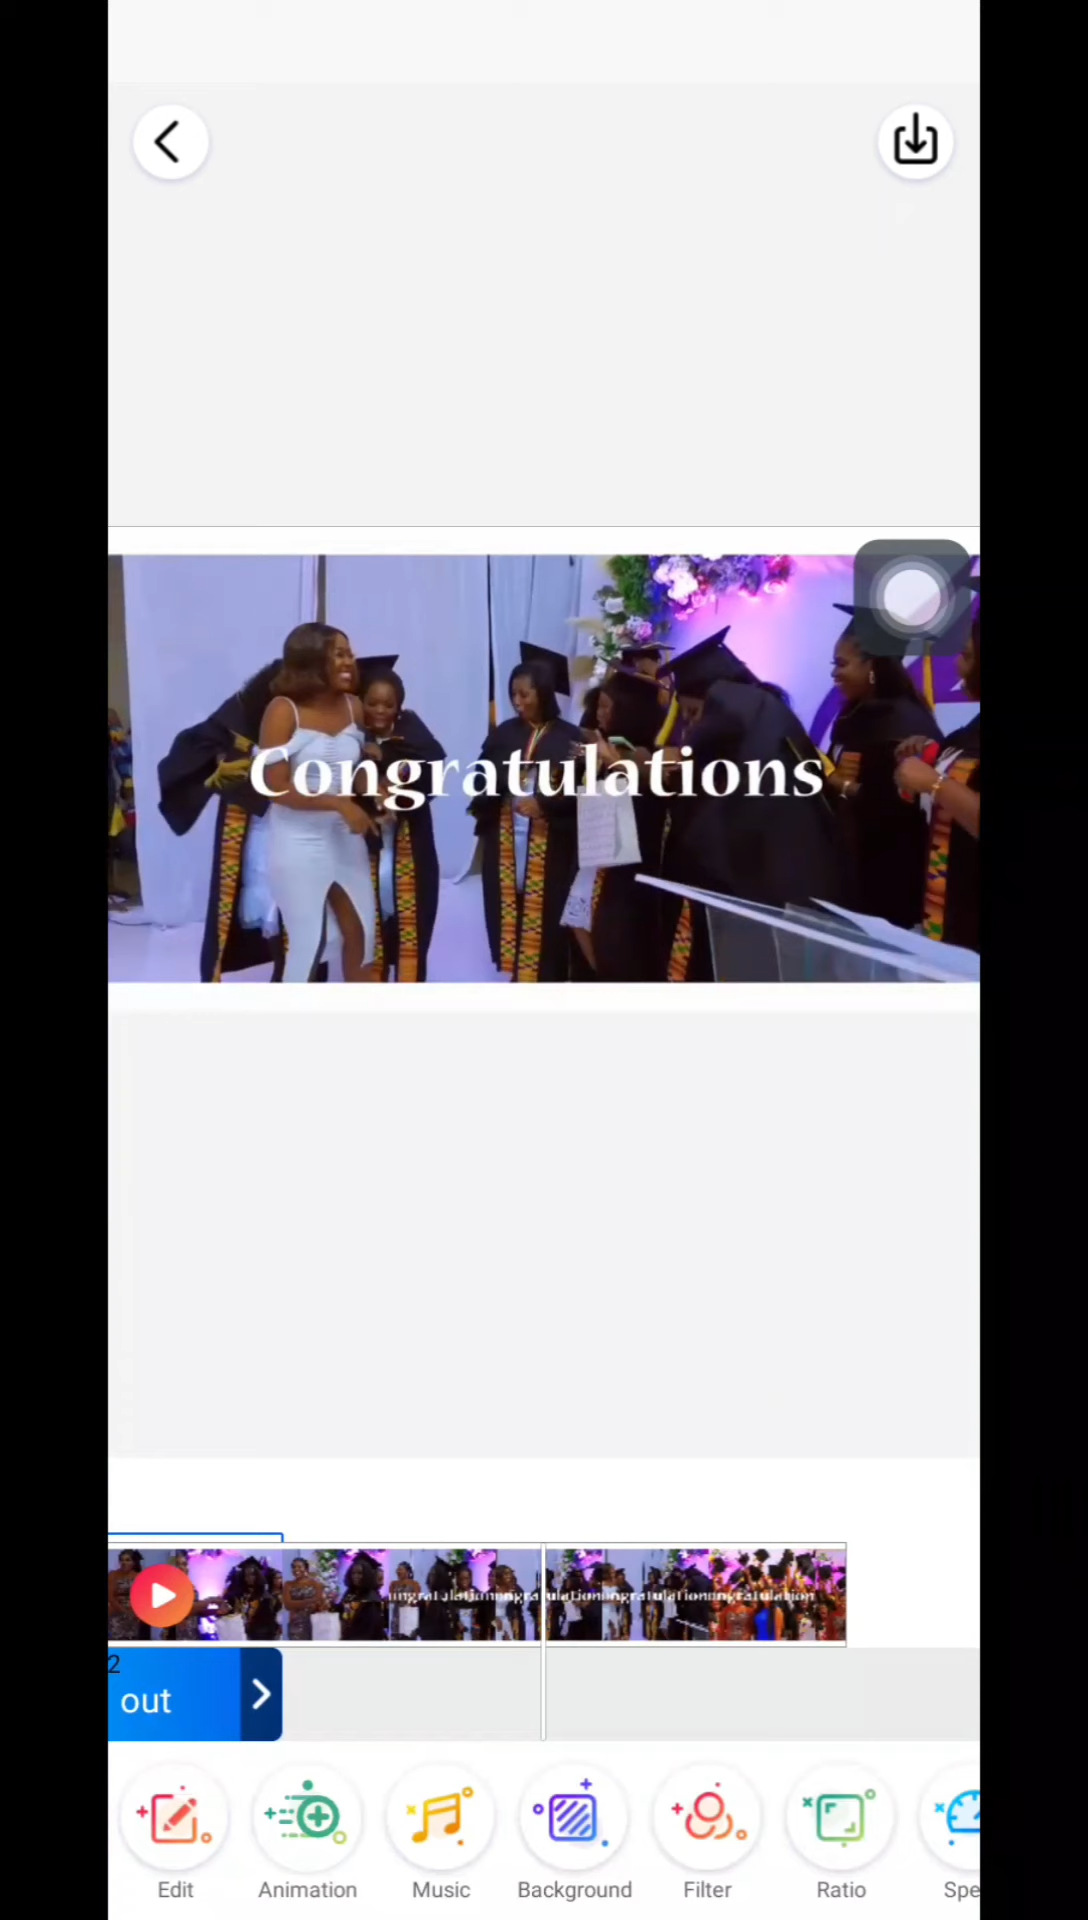 Congratulations
2
out
Edit
Animation
Music
Background
Filter
Ratio
Spe